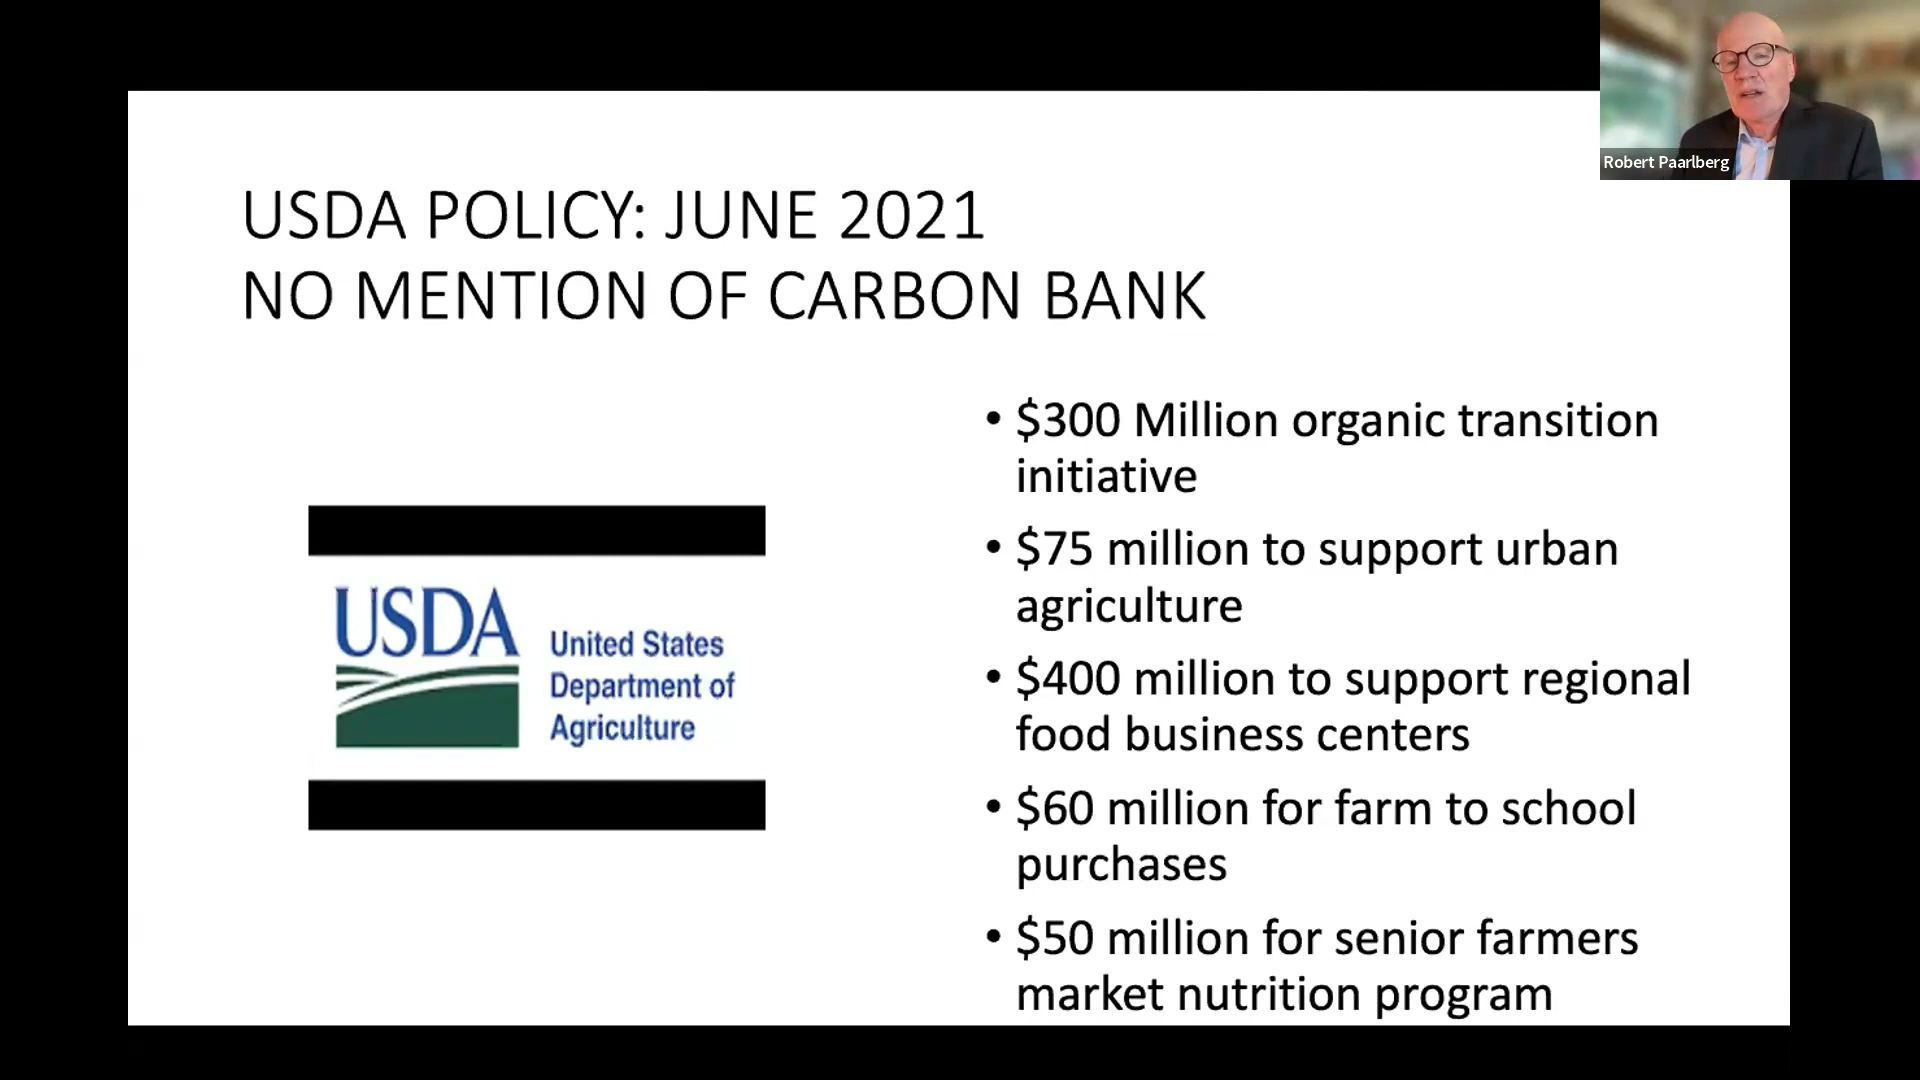 Robert Paarlberg
USDA POLICY: JUNE 2021
NO MENTION OF CARBON BANK
USDA
United States
Department of
Agriculture
• $300 Million organic transition
initiative
• $75 million to support urban
agriculture
• $400 million to support regional
food business centers
• $60 million for farm to school
purchases
• $50 million for senior farmers
market nutrition program